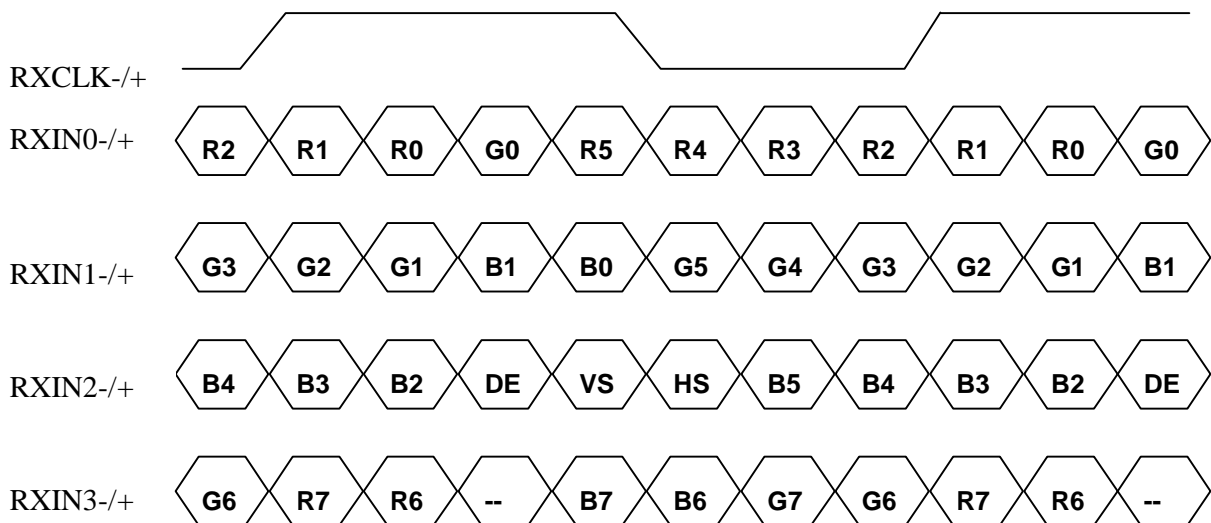 RXCLK-/+
RXIN0-/+ R2 R1 R0 G0 R5 R4 R3 R2 R1 R0 G0
RXIN1-/+ G3 G2 G1 B1 B0 G5 G4 G3 G2 G1 B1
RXIN2-/+ B4 B3 B2 DE VS HS B5 B4 B3 B2 DE
RXIN3-/+ G6 R7 R6 -- B7 B6 G7 G6 R7 R6 --